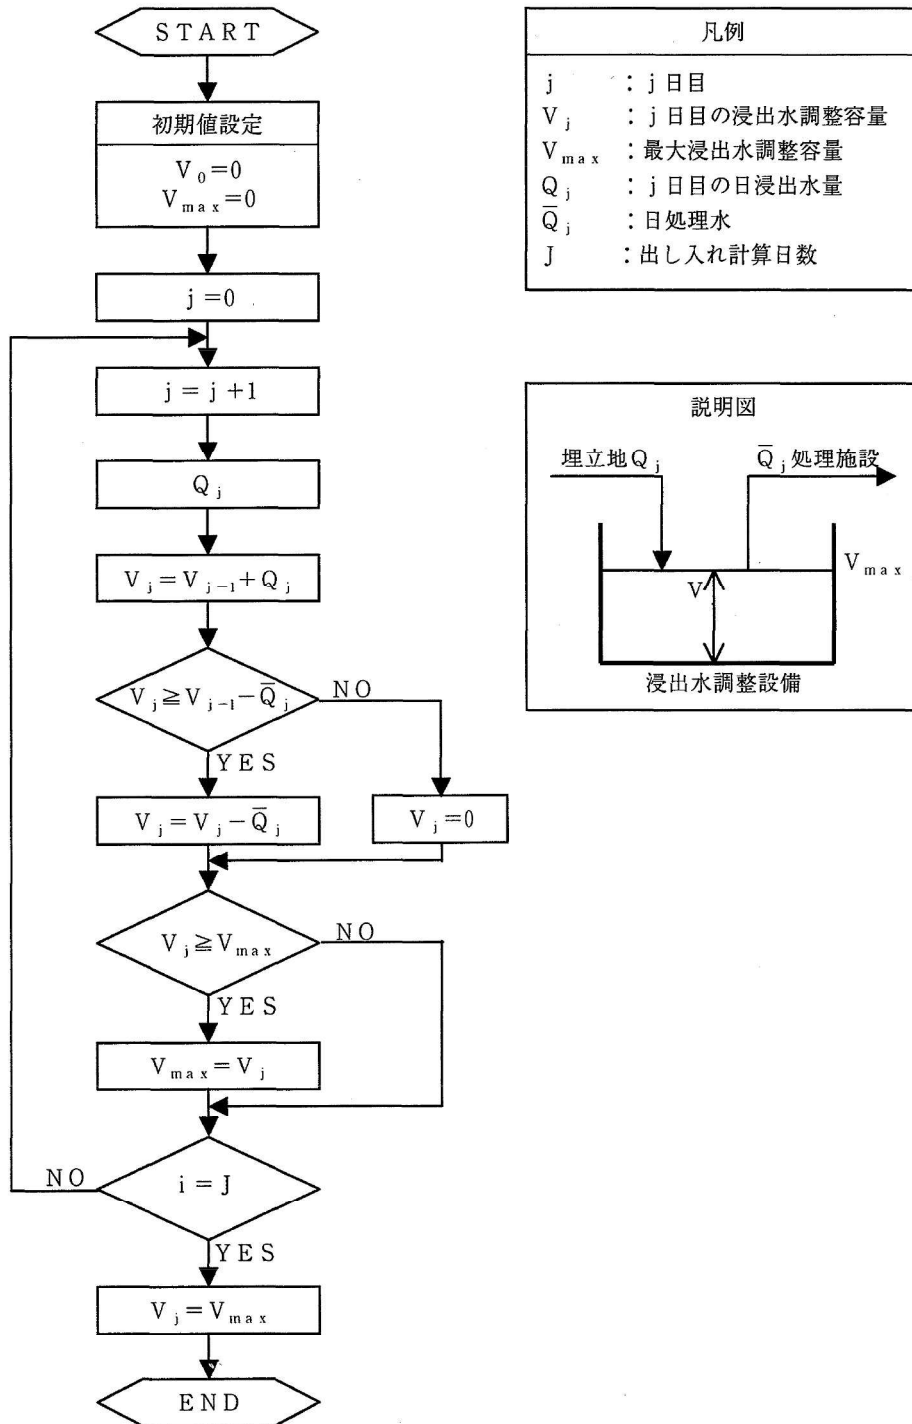 START
初期値設定
V₀=0
Vmax=0
j=0
j=j+1
Qj
Vj=Vj−1+Qj
Vj≧Vj−1−Q̅j
NO
YES
Vj=Vj−Q̅j
Vj=0
Vj≧Vmax
NO
YES
Vmax=Vj
i=J
NO
YES
Vj=Vmax
END
凡例
j :j日目
Vj :j日目の浸出水調整容量
Vmax :最大浸出水調整容量
Qj :j日目の日浸出水量
Q̅j :日処理水
J :出し入れ計算日数
説明図
埋立地Qj Q̅j処理施設
Vmax
V
浸出水調整設備